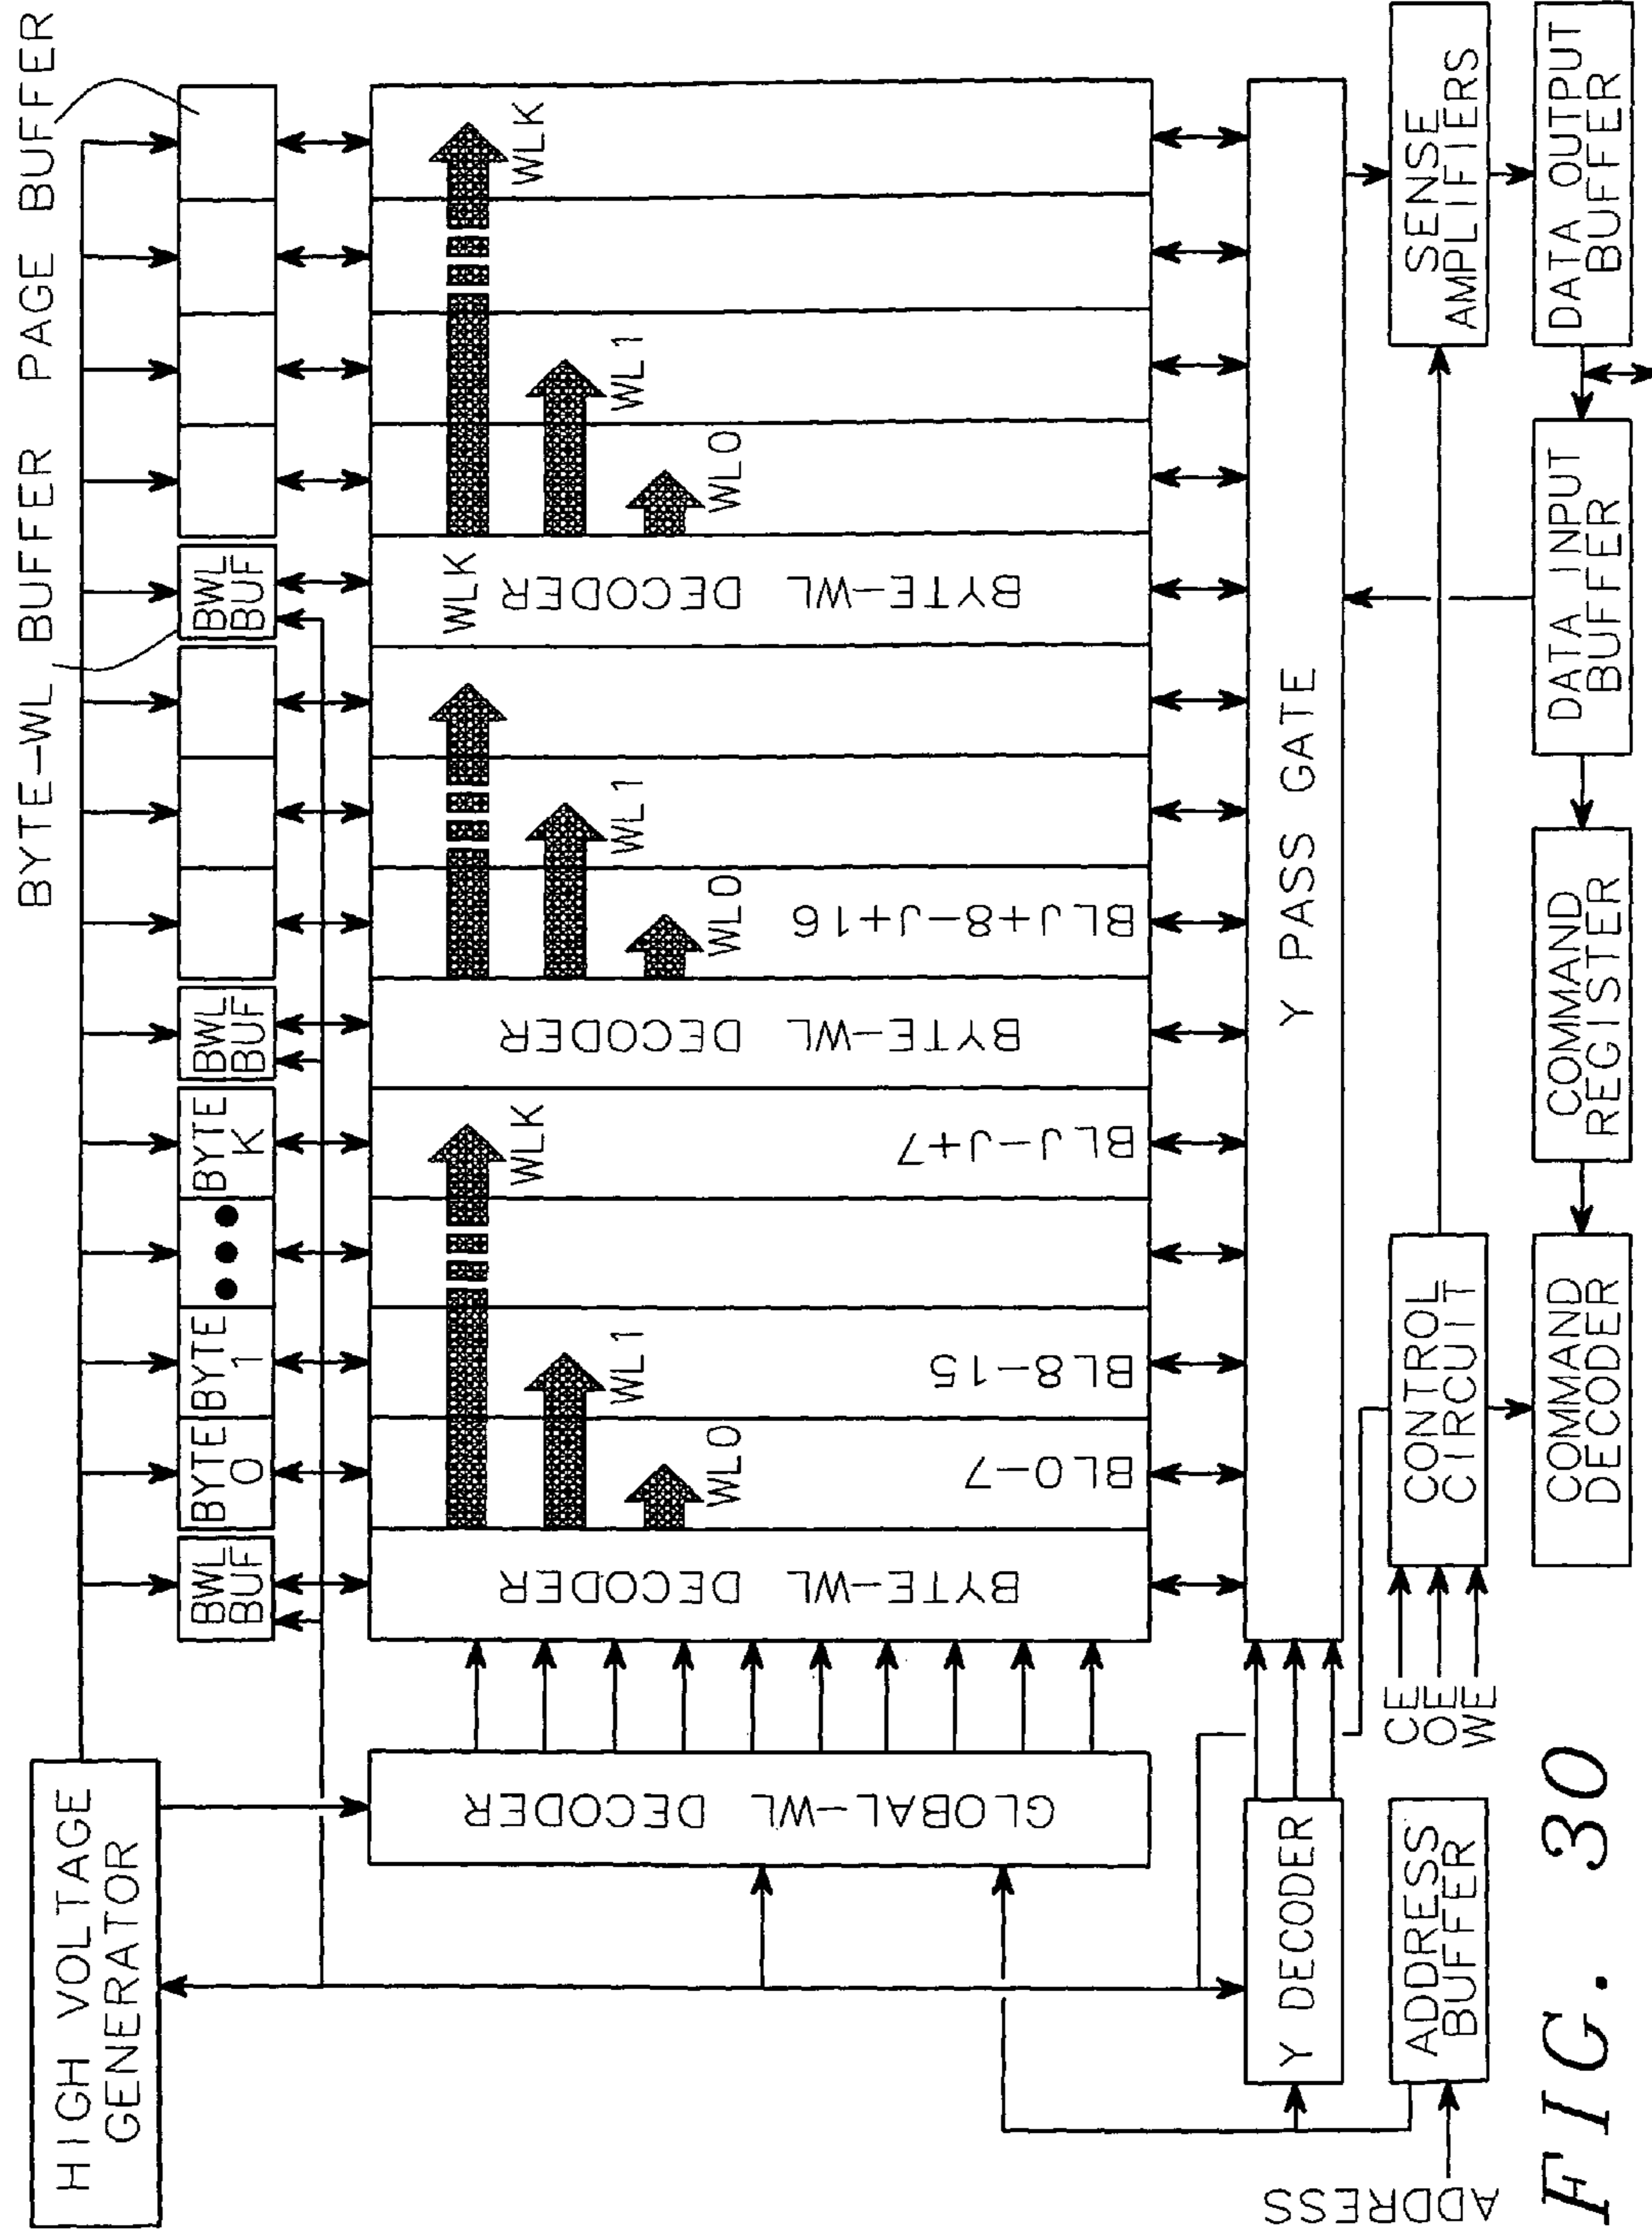 BYTE-WL BUFFER
PAGE BUFFER
HIGH VOLTAGE
GENERATOR
BWL
BUF
BYTE
0
BYTE
1
BYTE
K
BWL
BUF
BWL
BUF
GLOBAL-WL DECODER
BYTE-WL DECODER
WL0
WL1
WLK
BL0-7
BL8-15
BLJ-J+7
BYTE-WL DECODER
WL0
WL1
BLJ+8-J+16
BYTE-WL DECODER
WLK
WL0
WL1
WLK
Y DECODER
Y PASS GATE
ADDRESS
ADDRESS
BUFFER
CE
OE
WE
CONTROL
CIRCUIT
SENSE
AMPLIFIERS
COMMAND
DECODER
COMMAND
REGISTER
DATA INPUT
BUFFER
DATA OUTPUT
BUFFER
FIG. 30